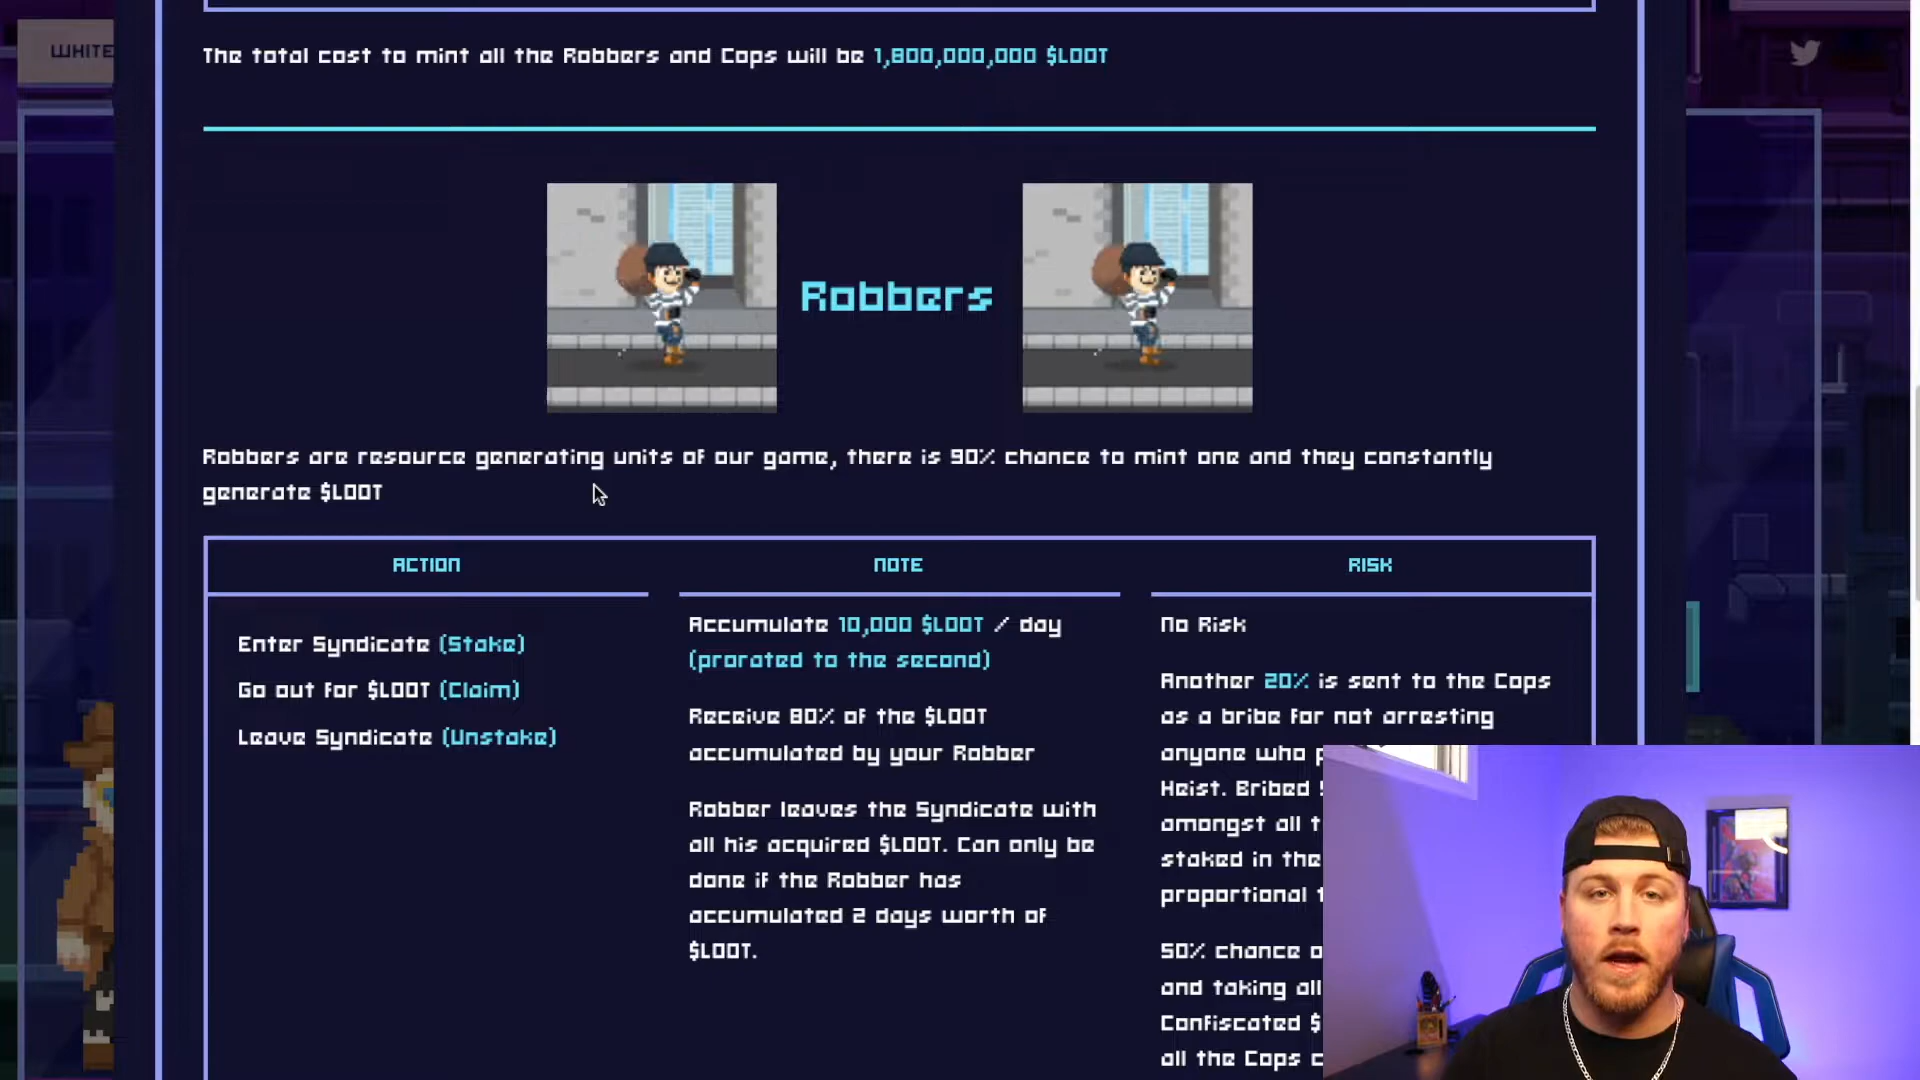 WHITE
The total cost to mint all the Robbers and Cops will be 1,800,000,000 $LOOT
Robbers
Robbers are resource generating units of our game, there is 90% chance to mint one and they constantly
generate $LOOT
ACTION
NOTE
RISK
Enter Syndicate (Stake)
Go out for $LOOT (Claim)
Leave Syndicate (Unstake)
Accumulate 10,000 $LOOT / day
(prorated to the second)
Receive 80% of the $LOOT
accumulated by your Robber
Robber leaves the Syndicate with
all his acquired $LOOT. Can only be
done if the Robber has
accumulated 2 days worth of
$LOOT.
No Risk
Another 20% is sent to the Cops
as a bribe for not arresting
anyone who
Heist. Bribed
amongst all
staked in the
proportional
50% chance
and taking all
Confiscated $
all the Cops